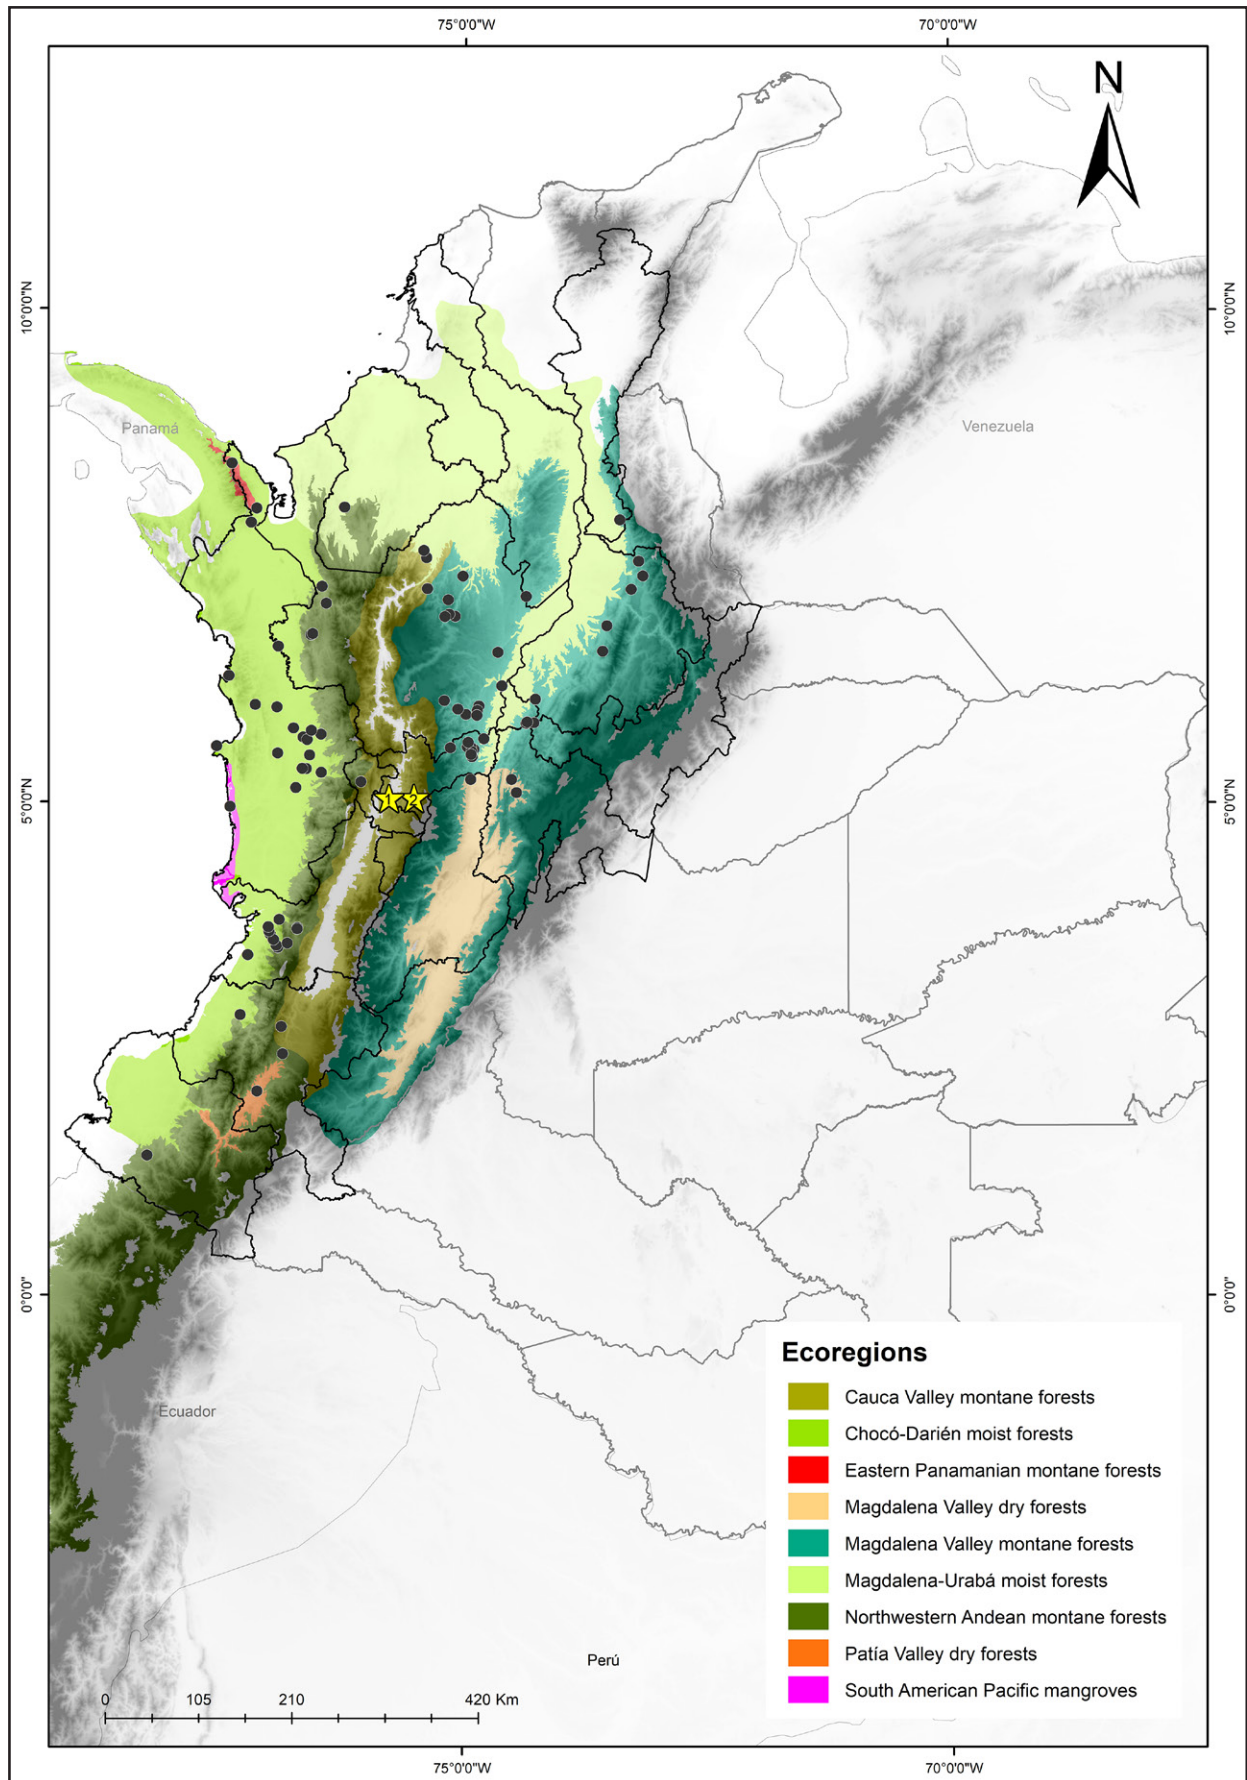 75°0'0"W
70°0'0"W
N
10°0'0"N
10°0'0"N
Panamá
Venezuela
1
2
5°0'0"N
5°0'0"N
0°0'0"
0°0'0"
Ecuador
Perú
Ecoregions
Cauca Valley montane forests
Chocó-Darién moist forests
Eastern Panamanian montane forests
Magdalena Valley dry forests
Magdalena Valley montane forests
Magdalena-Urabá moist forests
Northwestern Andean montane forests
Patía Valley dry forests
South American Pacific mangroves
0 105 210 420 Km
75°0'0"W
70°0'0"W